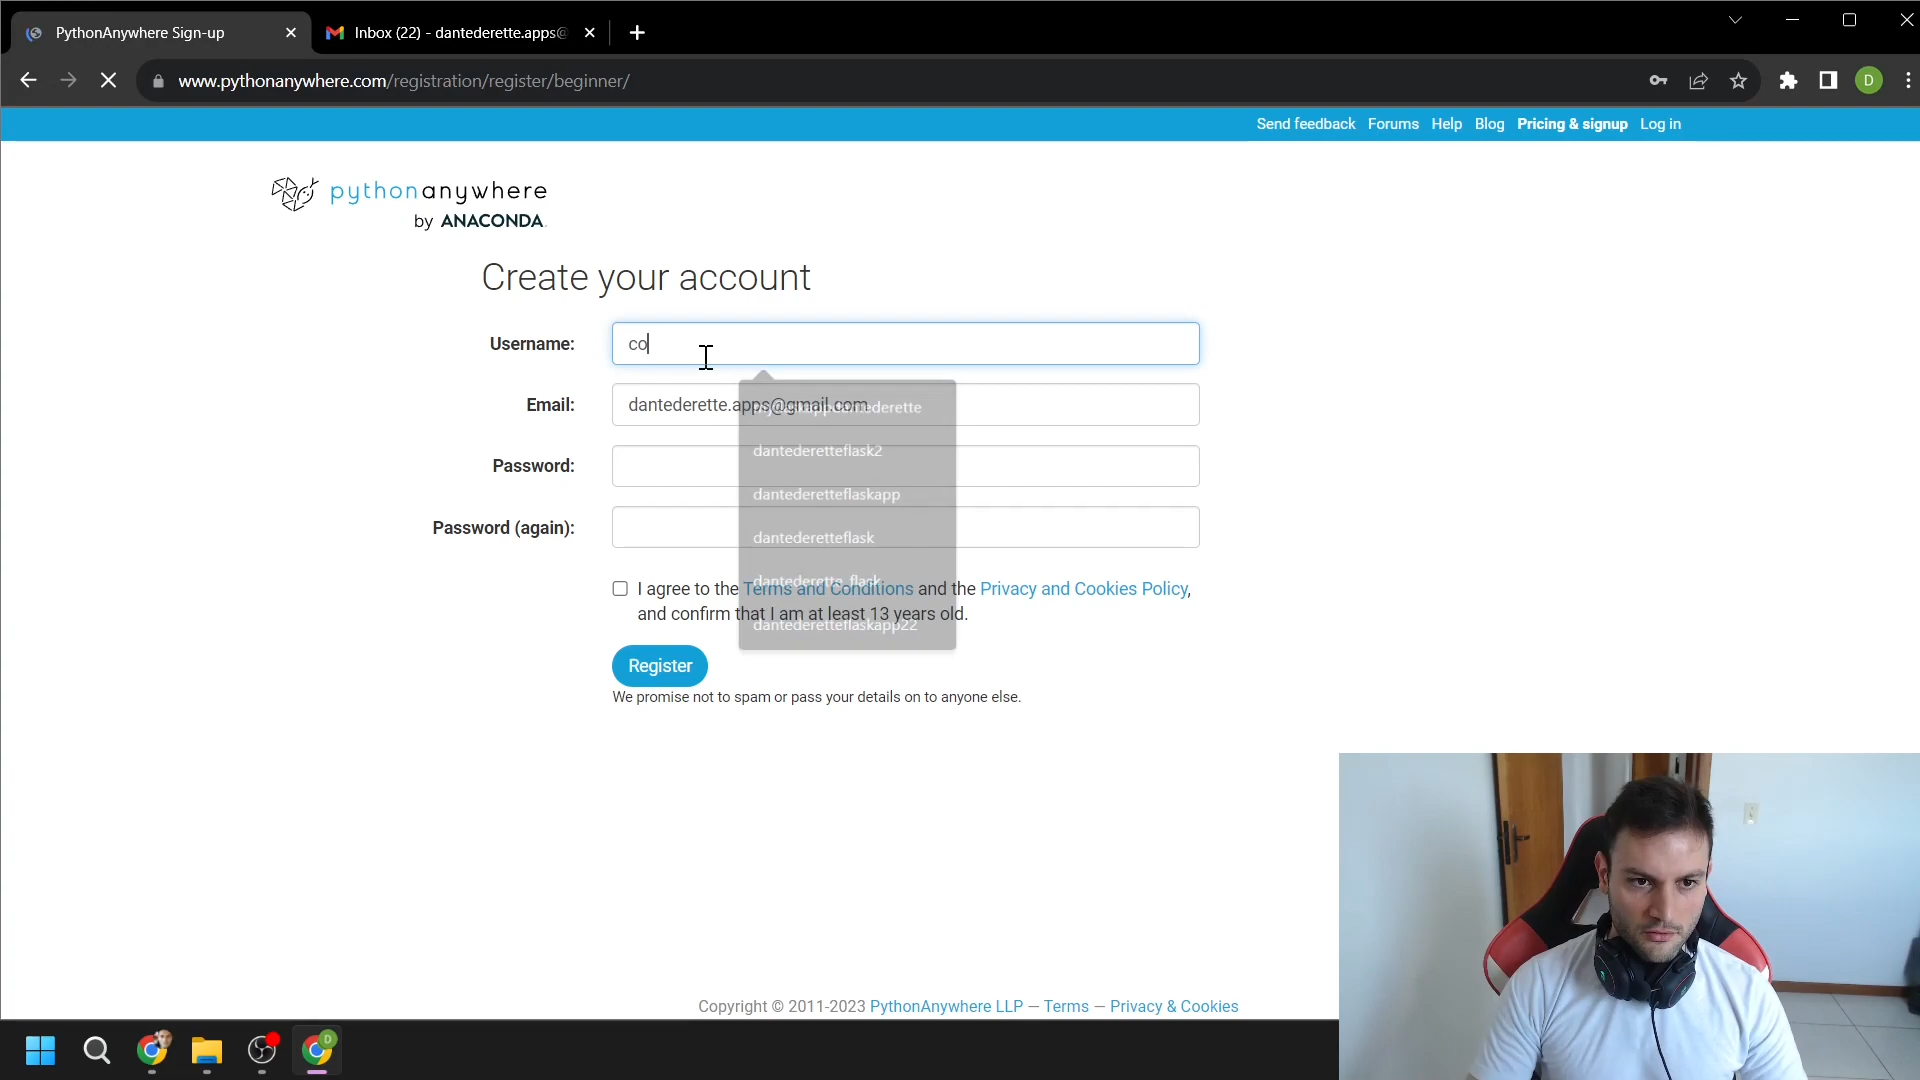 PythonAnywhere Sign-up
Inbox (22) - dantederette.apps@
www.pythonanywhere.com/registration/register/beginner/
D
Send feedback Forums Help Blog Pricing & signup Log in
pythonanywhere
by ANACONDA.
Create your account
Username:
co
Email:
dantederette.apps@gmail.com
dantederetteflask2
Password:
dantederetteflaskapp
Password (again):
dantederetteflask
dantederette_flask
I agree to the Terms and Conditions and the Privacy and Cookies Policy,
and confirm that I am at least 13 years old.
dantederetteflaskapp22
Register
We promise not to spam or pass your details on to anyone else.
Copyright © 2011-2023 PythonAnywhere LLP — Terms — Privacy & Cookies
D